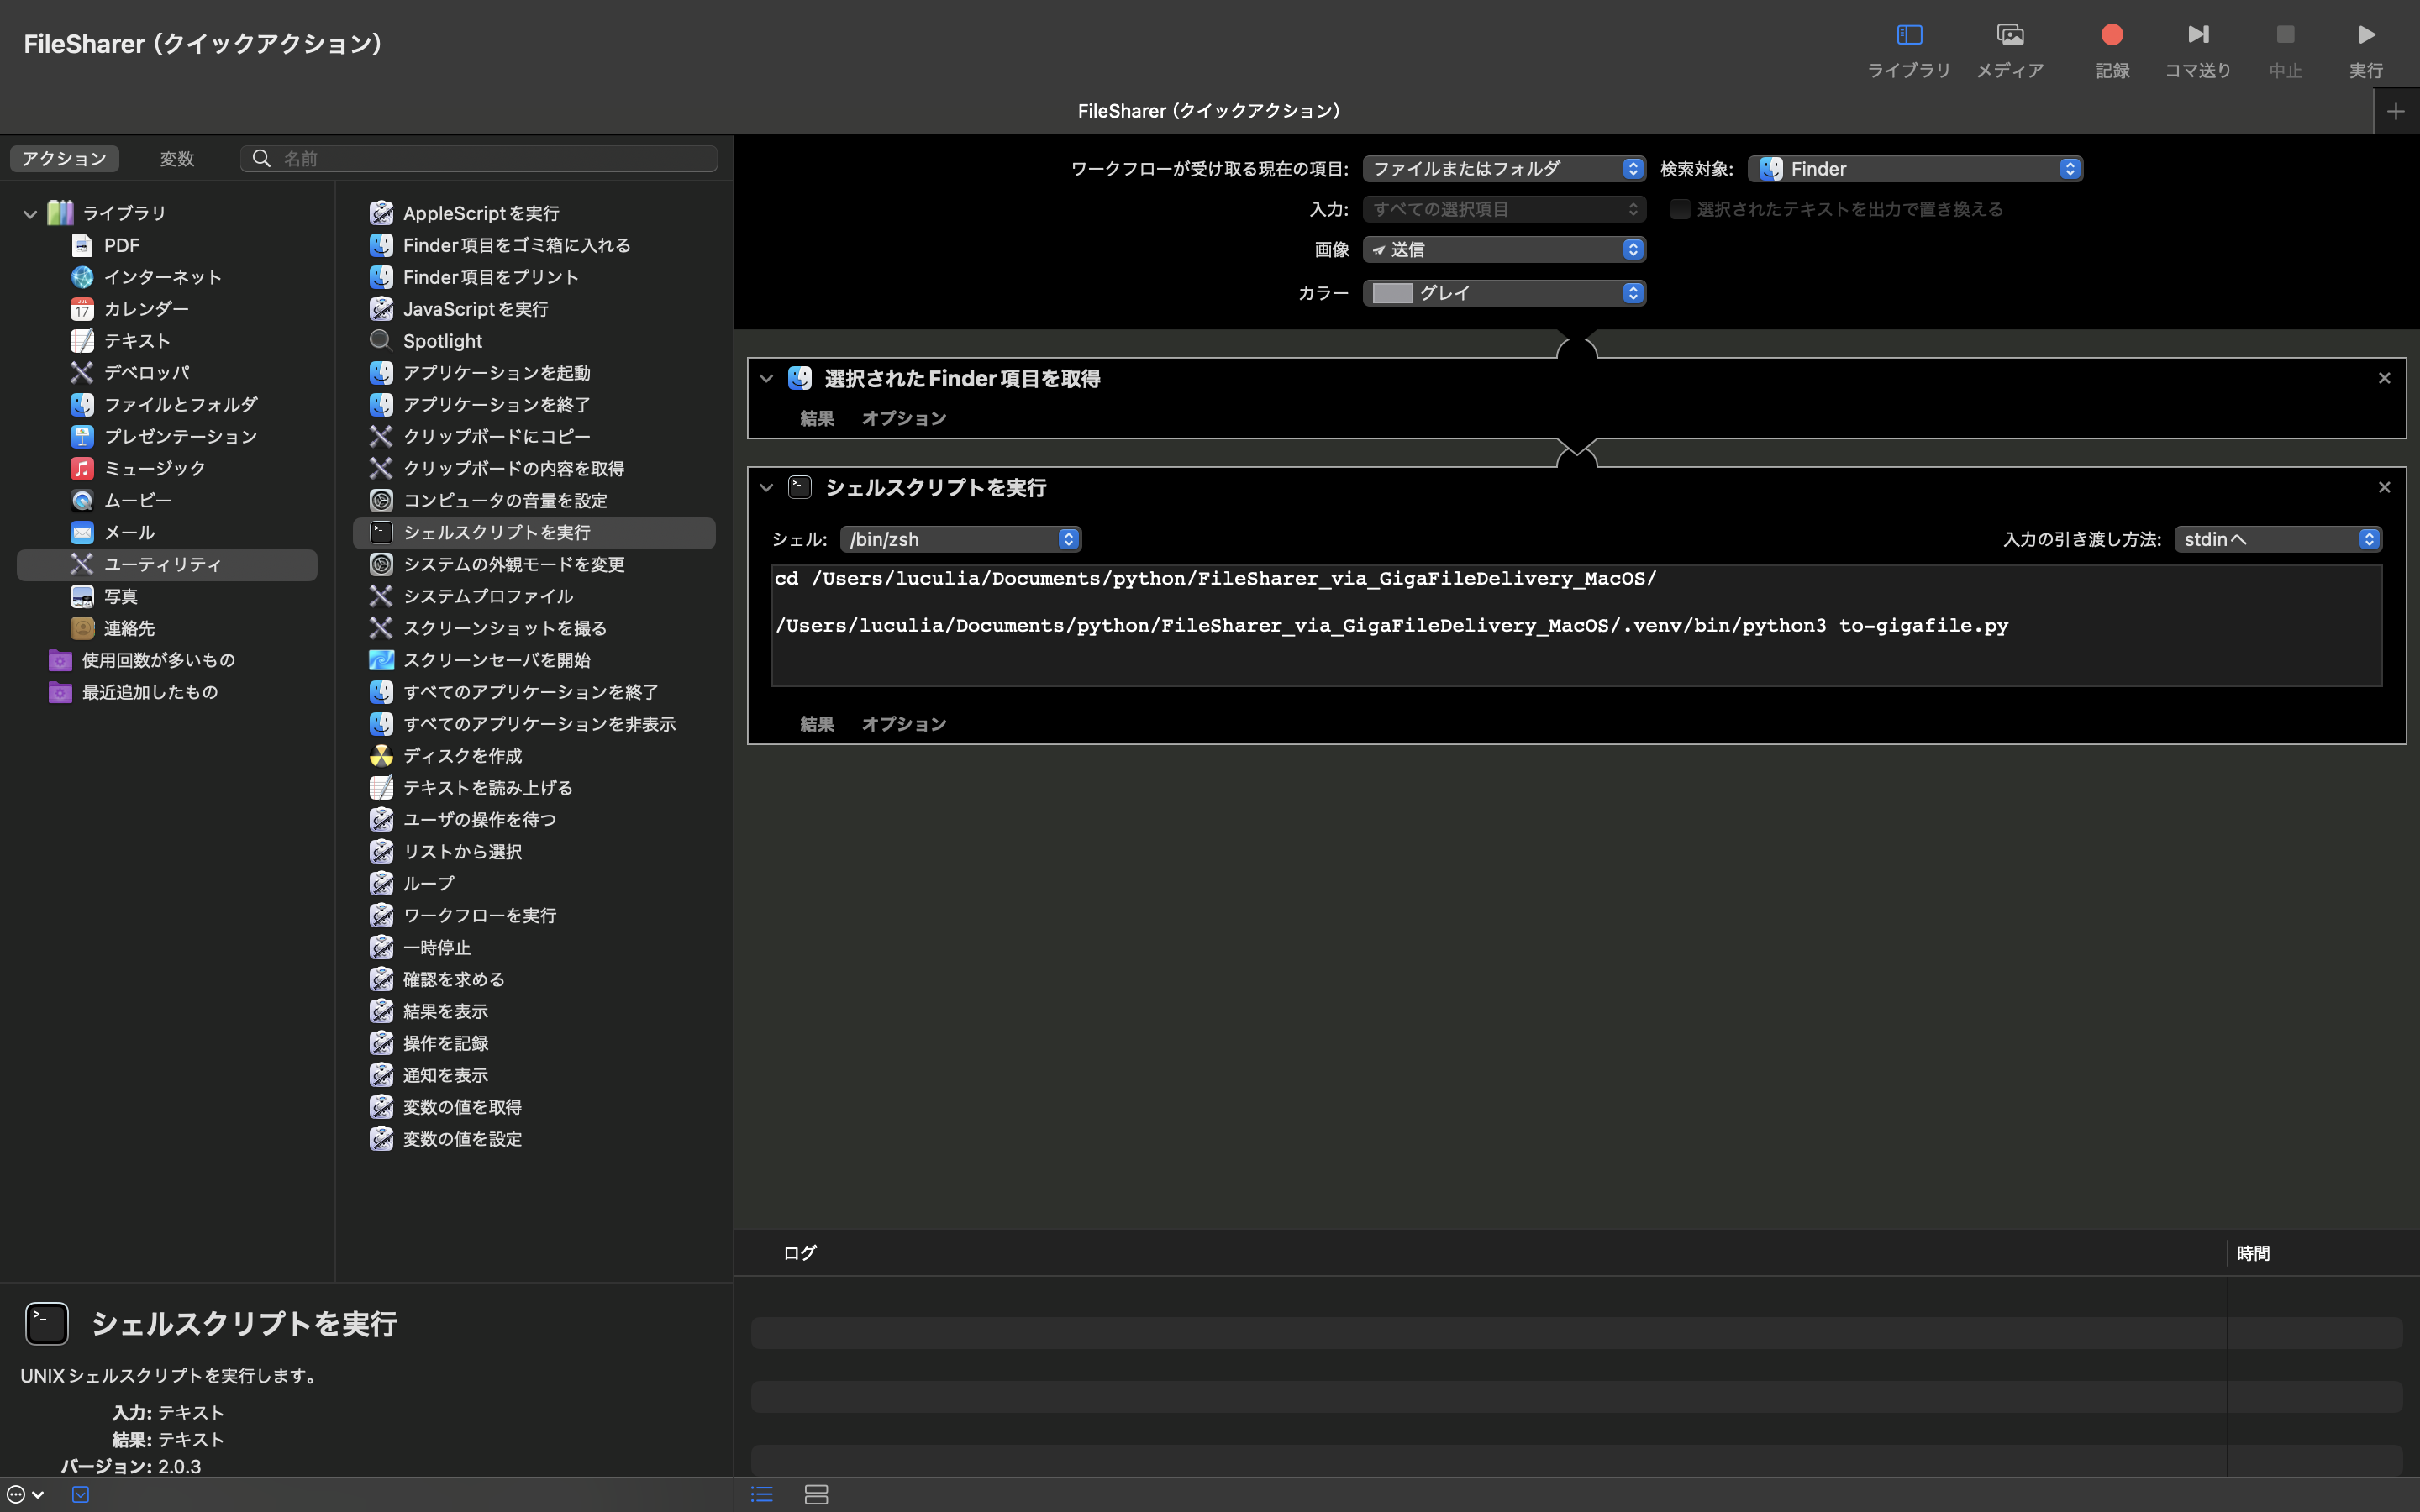 FileSharer（クイックアクション）
ライブラリ
メディア
記録
コマ送り
中止
実行
FileSharer（クイックアクション）
アクション
変数
名前
ライブラリ
PDF
インターネット
カレンダー
テキスト
デベロッパ
ファイルとフォルダ
プレゼンテーション
ミュージック
ムービー
メール
ユーティリティ
写真
連絡先
使用回数が多いもの
最近追加したもの
AppleScriptを実行
Finder項目をゴミ箱に入れる
Finder項目をプリント
JavaScriptを実行
Spotlight
アプリケーションを起動
アプリケーションを終了
クリップボードにコピー
クリップボードの内容を取得
コンピュータの音量を設定
シェルスクリプトを実行
システムの外観モードを変更
システムプロファイル
スクリーンショットを撮る
スクリーンセーバを開始
すべてのアプリケーションを終了
すべてのアプリケーションを非表示
ディスクを作成
テキストを読み上げる
ユーザの操作を待つ
リストから選択
ループ
ワークフローを実行
一時停止
確認を求める
結果を表示
操作を記録
通知を表示
変数の値を取得
変数の値を設定
シェルスクリプトを実行
UNIXシェルスクリプトを実行します。
入力: テキスト
結果: テキスト
バージョン: 2.0.3
ワークフローが受け取る現在の項目: ファイルまたはフォルダ 検索対象: Finder
入力: すべての選択項目 選択されたテキストを出力で置き換える
画像 送信
カラー グレイ
選択されたFinder項目を取得
結果 オプション
シェルスクリプトを実行
シェル: /bin/zsh 入力の引き渡し方法: stdinへ
cd /Users/luculia/Documents/python/FileSharer_via_GigaFileDelivery_MacOS/
/Users/luculia/Documents/python/FileSharer_via_GigaFileDelivery_MacOS/.venv/bin/python3 to-gigafile.py
結果 オプション
ログ 時間